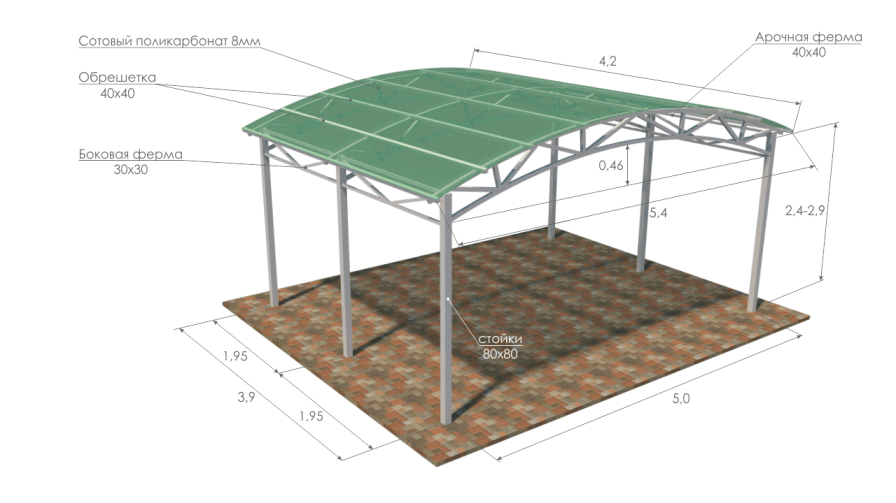 Сотовый поликарбонат 8мм
Обрешетка
40х40
Боковая ферма
30х30
Арочная ферма
40х40
4,2
0,46
5,4
2,4-2,9
стойки
80х80
1,95
3,9
1,95
5,0